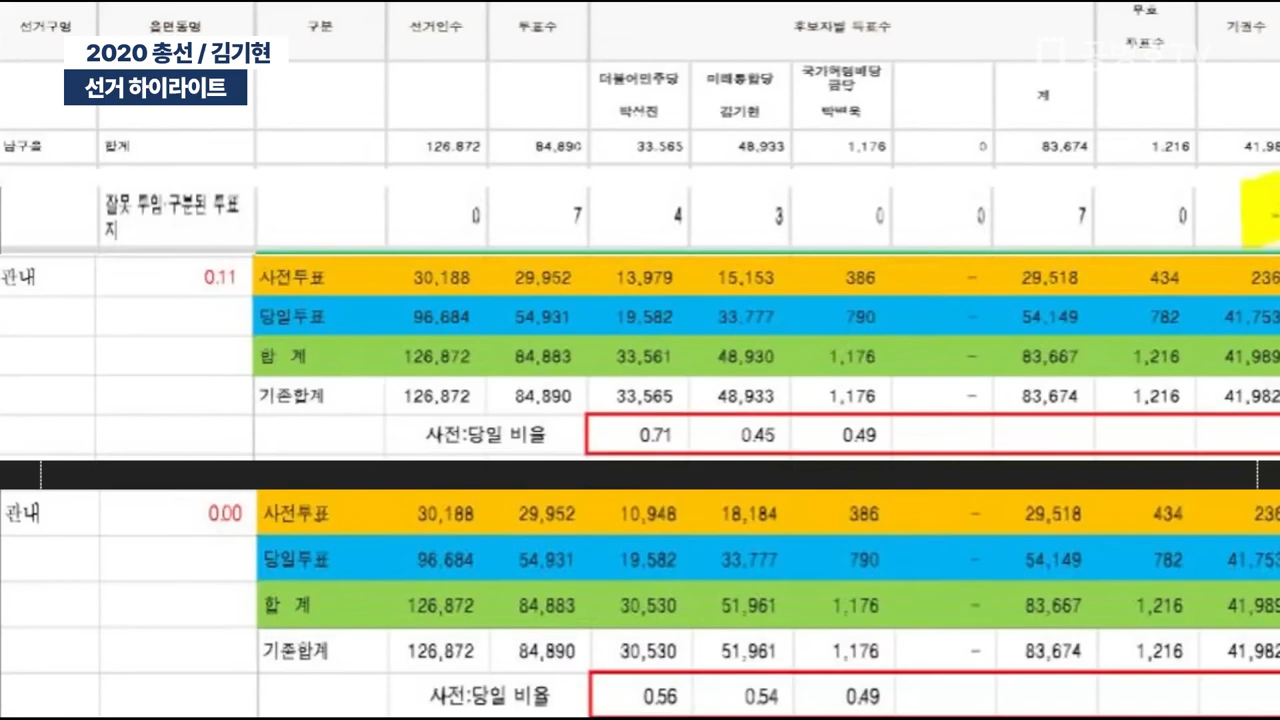 선거구명 읍면동명 구분 선거인수 투표수 후보자별 득표수 무효 투표수 기권수
2020 총선 / 김기현
선거 하이라이트
더불어민주당 박성진 미래통합당 김기현 국가혁명배당금당 박병욱 계
남구을 합계 126,872 84,890 33,565 48,933 1,176 0 83,674 1,216 41,98
잘못 투입·구분된 투표지 0 7 4 3 0 0 7 0 -
관내 0.11 사전투표 30,188 29,952 13,979 15,153 386 - 29,518 434 236
당일투표 96,684 54,931 19,582 33,777 790 - 54,149 782 41,753
합 계 126,872 84,883 33,561 48,930 1,176 - 83,667 1,216 41,989
기존합계 126,872 84,890 33,565 48,933 1,176 - 83,674 1,216 41,982
사전:당일 비율 0.71 0.45 0.49
관내 0.00 사전투표 30,188 29,952 10,948 18,184 386 - 29,518 434 236
당일투표 96,684 54,931 19,582 33,777 790 - 54,149 782 41,753
합 계 126,872 84,883 30,530 51,961 1,176 - 83,667 1,216 41,989
기존합계 126,872 84,890 30,530 51,961 1,176 - 83,674 1,216 41,982
사전:당일 비율 0.56 0.54 0.49